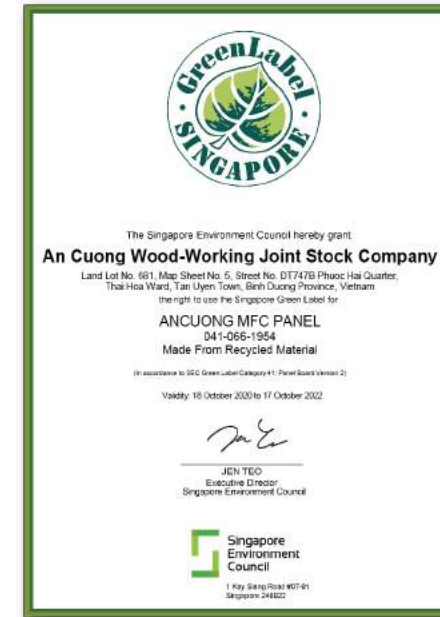 GreenLabel
SINGAPORE
The Singapore Environment Council hereby grant
An Cuong Wood-Working Joint Stock Company
Land Lot No. 681, Map Sheet No. 5, Street No. DT747B Phuoc Hai Quarter,
Thai Hoa Ward, Tan Uyen Town, Binh Duong Province, Vietnam
the right to use the Singapore Green Label for
ANCUONG MFC PANEL
041-066-1954
Made From Recycled Material
(in accordance to SEC Green Label Category #1: Panel Board Version 2)
Validity: 18 October 2020 to 17 October 2022
JEN TEO
Executive Director
Singapore Environment Council
Singapore
Environment
Council
1 Kay Siang Road #07-01
Singapore 248922